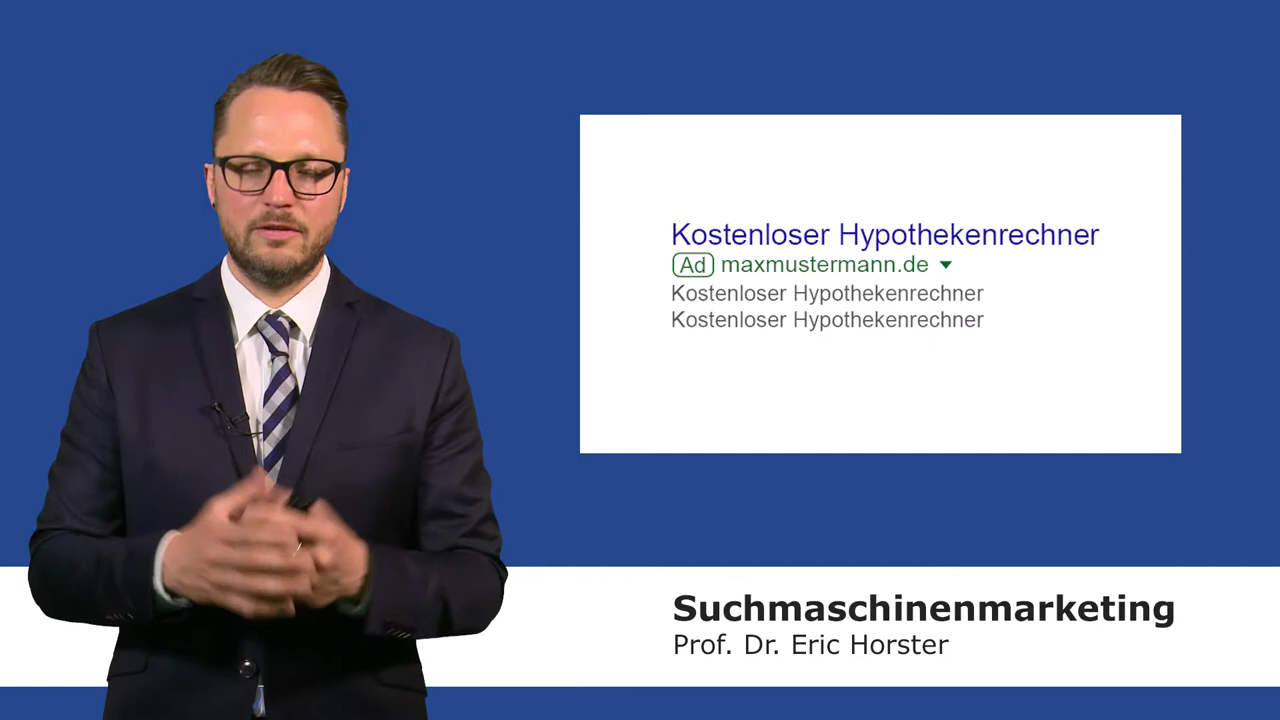 Kostenloser Hypothekenrechner
Ad maxmustermann.de
Kostenloser Hypothekenrechner
Kostenloser Hypothekenrechner
Suchmaschinenmarketing
Prof. Dr. Eric Horster